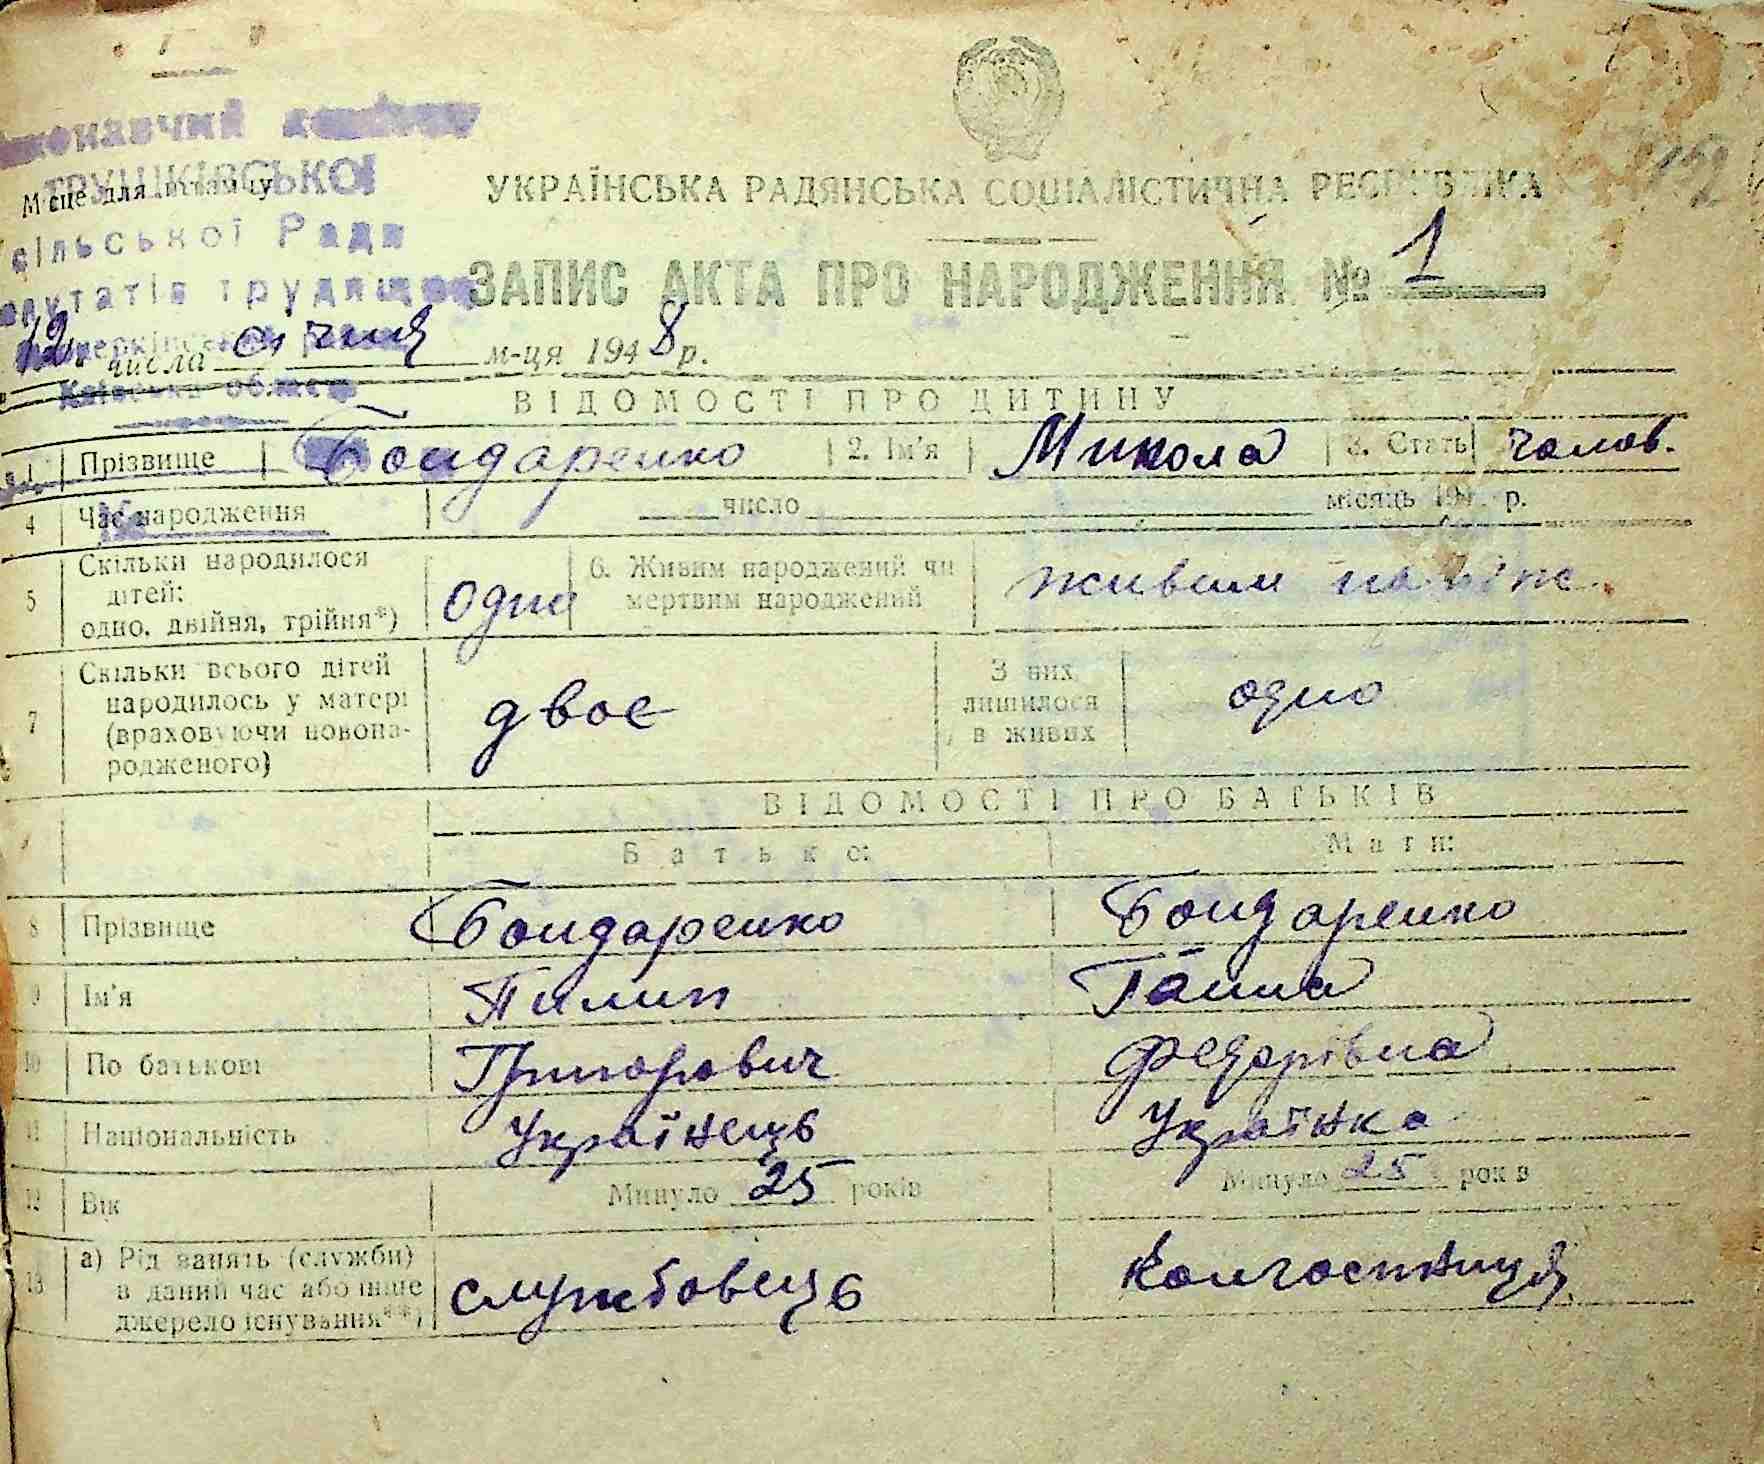 Виконавчий комітет
ТРУШКІВСЬКОЇ
Місце для штампу
сільської Ради
депутатів трудящих
Київська область
УКРАЇНСЬКА РАДЯНСЬКА СОЦІАЛІСТИЧНА РЕСПУБЛІКА
ЗАПИС АКТА ПРО НАРОДЖЕННЯ № 1
12 числа січня м-ця 1948 р.
ВІДОМОСТІ ПРО ДИТИНУ
1 Прізвище Бондаренко 2. Ім'я Микола 3. Стать чолов.
4 Час народження число місяць 194 р.
5 Скільки народилося
дітей:
одно, двійня, трійня*) одне
6. Живим народжений чи
мертвим народжений живим
7 Скільки всього дітей
народилось у матері
(враховуючи новона-
родженого) двоє
З них
лишилося
в живих одно
ВІДОМОСТІ ПРО БАТЬКІВ
Батько: Мати:
8 Прізвище Бондаренко Бондаренко
9 Ім'я Пилип Ганна
10 По батькові Григорович Федорівна
11 Національність Українець Українка
12 Вік Минуло 25 років Минуло 25 років
13 а) Рід занять (служби)
в даний час або інше
джерело існування**) службовець колгоспниця